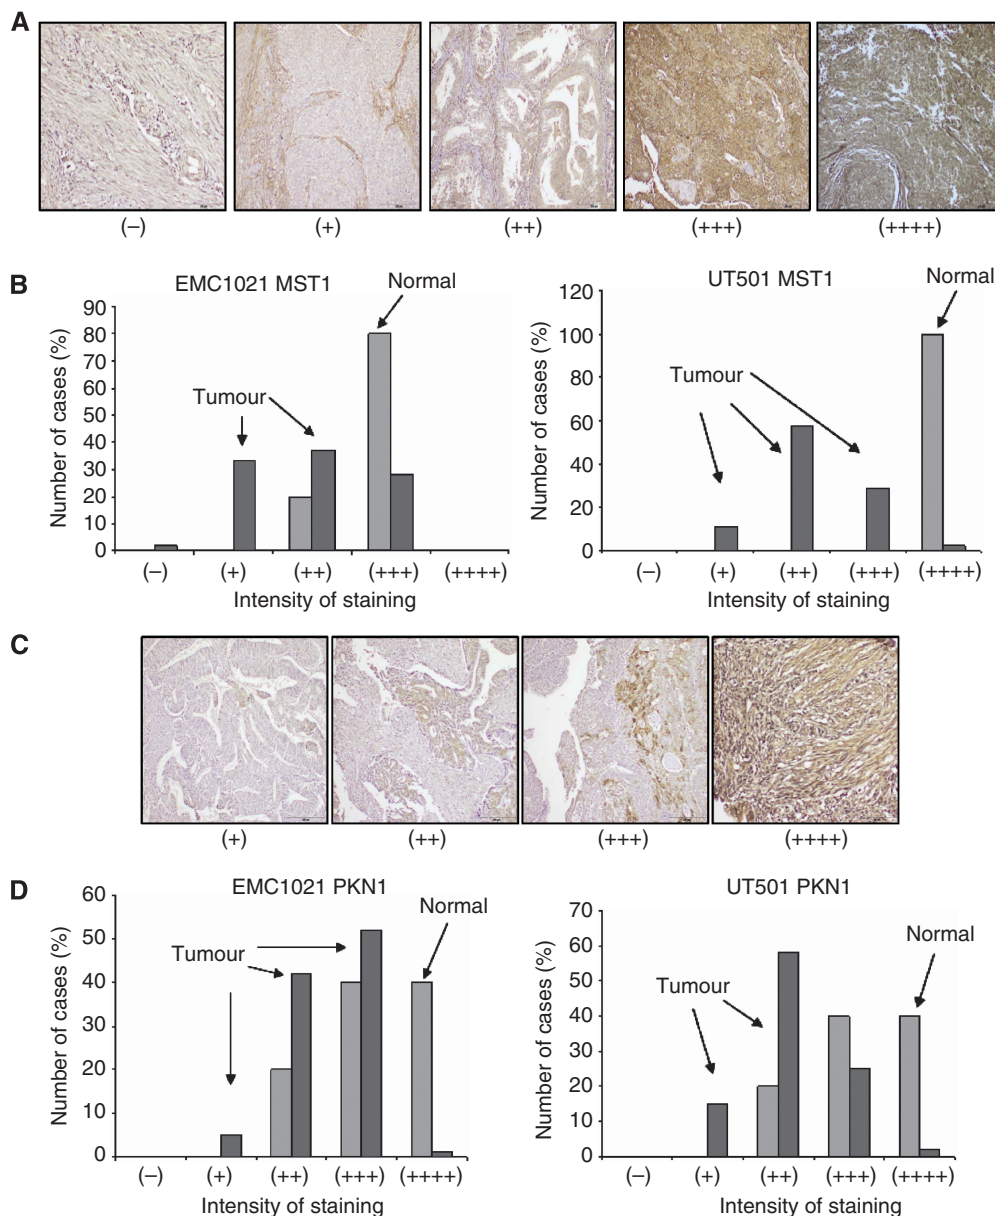 A
(–) (+) (++) (+++) (++++)
B
EMC1021 MST1
Normal
Tumour
Number of cases (%)
90
80
70
60
50
40
30
20
10
0
(–) (+) (++) (+++) (++++)
Intensity of staining
UT501 MST1
Normal
Tumour
Number of cases (%)
120
100
80
60
40
20
0
(–) (+) (++) (+++) (++++)
Intensity of staining
C
(+) (++) (+++) (++++)
D
EMC1021 PKN1
Normal
Tumour
Number of cases (%)
60
50
40
30
20
10
0
(–) (+) (++) (+++) (++++)
Intensity of staining
UT501 PKN1
Normal
Tumour
Number of cases (%)
70
60
50
40
30
20
10
0
(–) (+) (++) (+++) (++++)
Intensity of staining